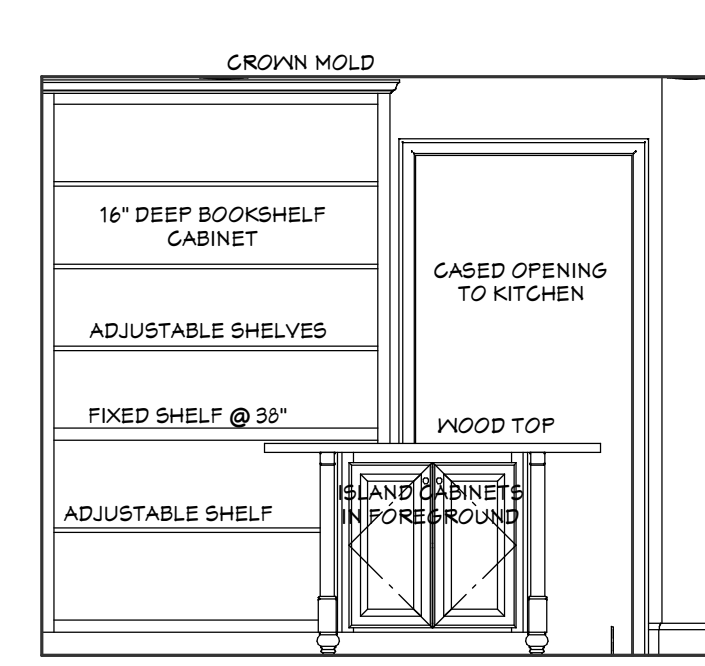 CROWN MOLD
16" DEEP BOOKSHELF
CABINET
CASED OPENING
TO KITCHEN
ADJUSTABLE SHELVES
FIXED SHELF @ 38"
WOOD TOP
ISLAND CABINETS
IN FOREGROUND
ADJUSTABLE SHELF